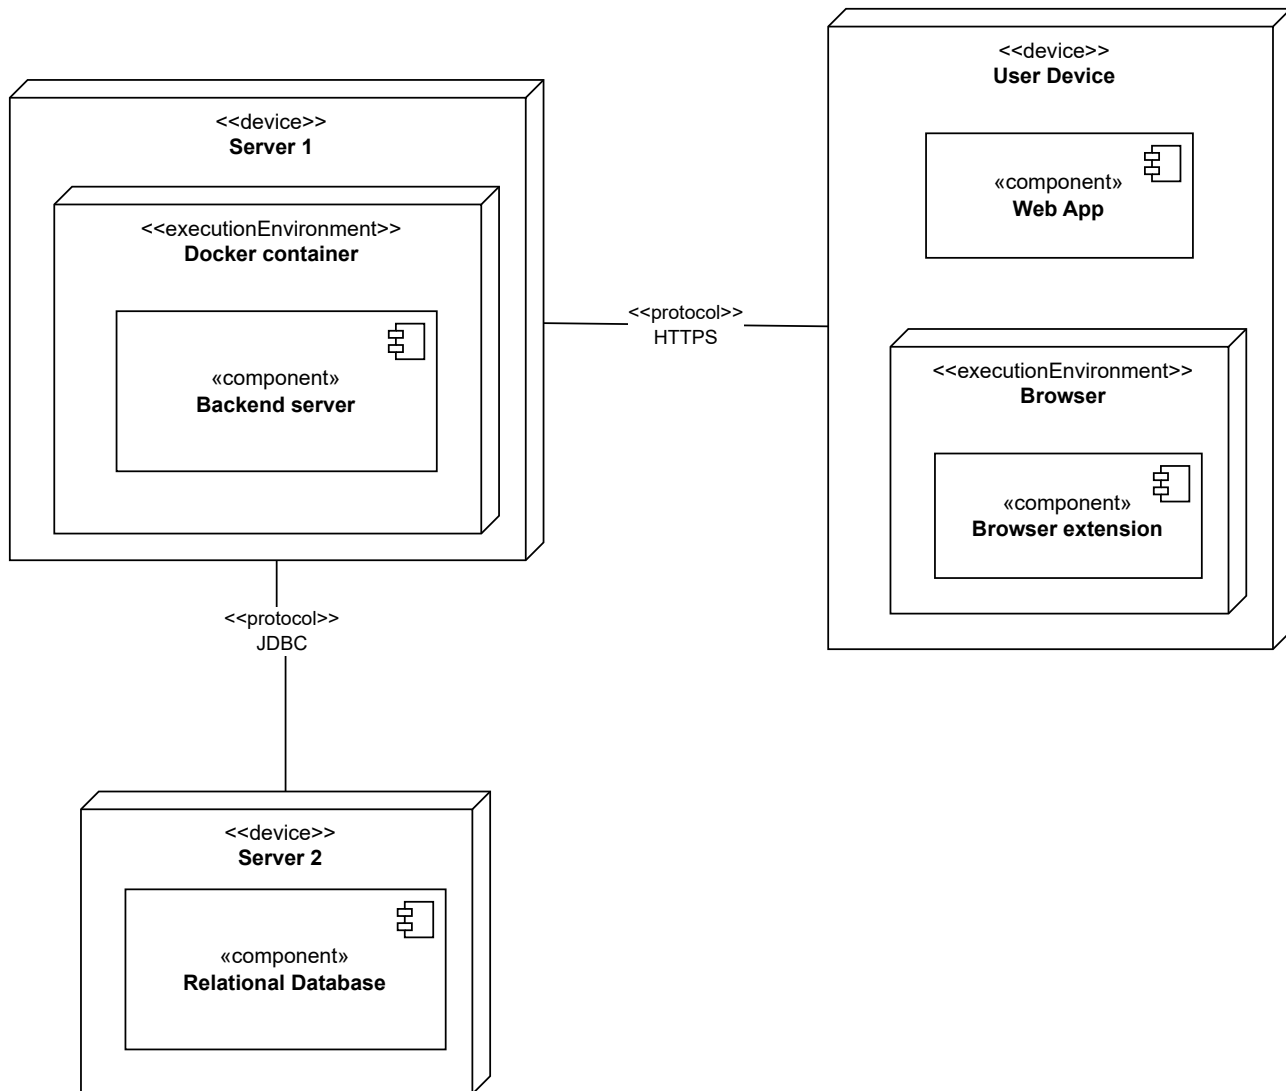 <<device>>
Server 1
<<executionEnvironment>>
Docker container
«component»
Backend server
<<protocol>>
HTTPS
<<device>>
User Device
«component»
Web App
<<executionEnvironment>>
Browser
«component»
Browser extension
<<protocol>>
JDBC
<<device>>
Server 2
«component»
Relational Database